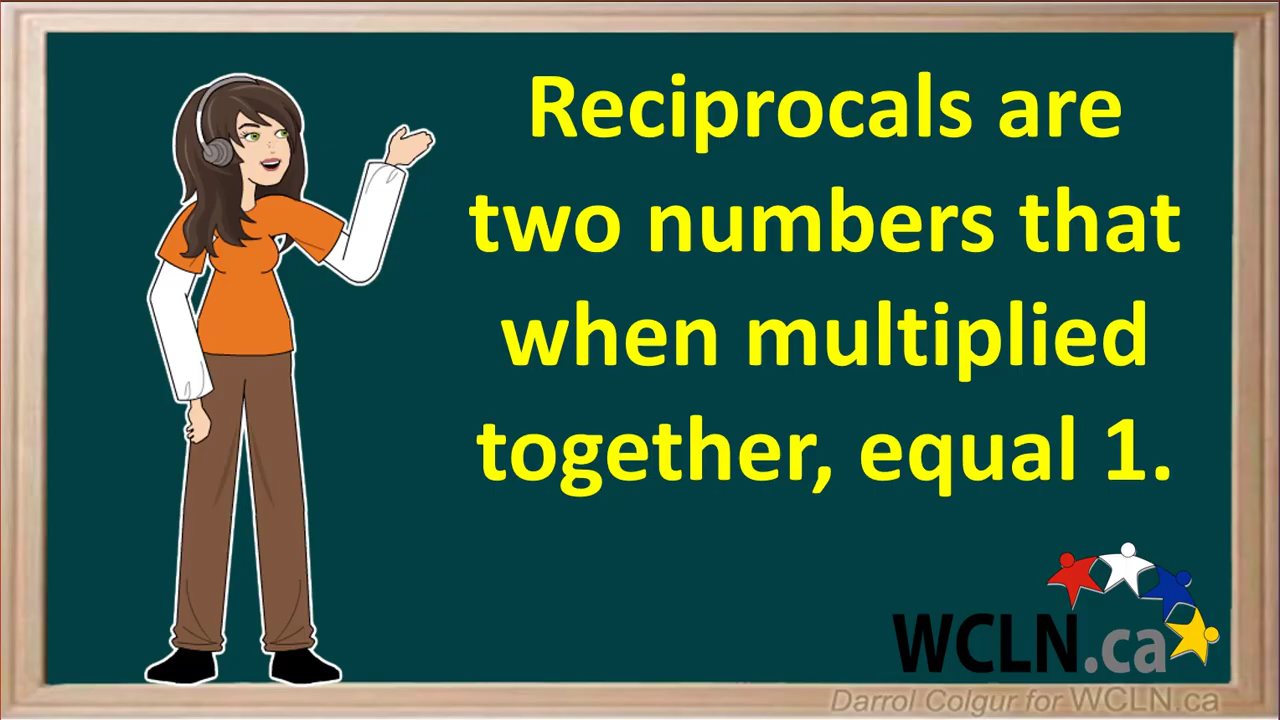 Reciprocals are
two numbers that
when multiplied
together, equal 1.
WCLN.ca
Darrol Colgur for WCLN.ca